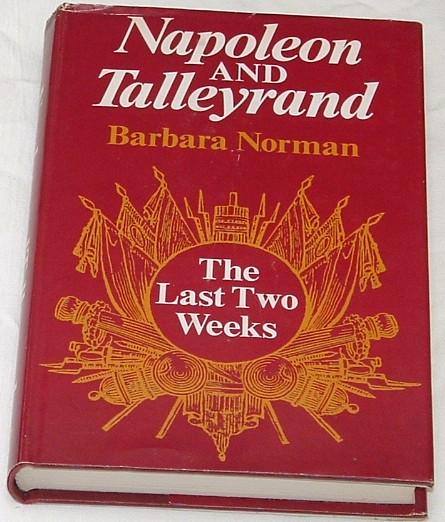 Napoleon
AND
Talleyrand
Barbara Norman
The
Last Two
Weeks